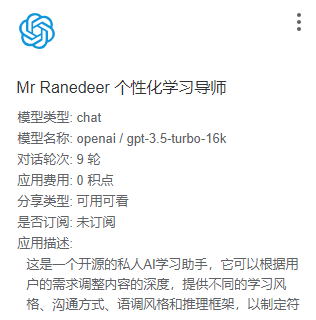 Mr Ranedeer 个性化学习导师
模型类型: chat
模型名称: openai / gpt-3.5-turbo-16k
对话轮次: 9 轮
应用费用: 0 积点
分享类型: 可用可看
是否订阅: 未订阅
应用描述:
这是一个开源的私人AI学习助手，它可以根据用
户的需求调整内容的深度，提供不同的学习风
格、沟通方式、语调风格和推理框架，以制定符